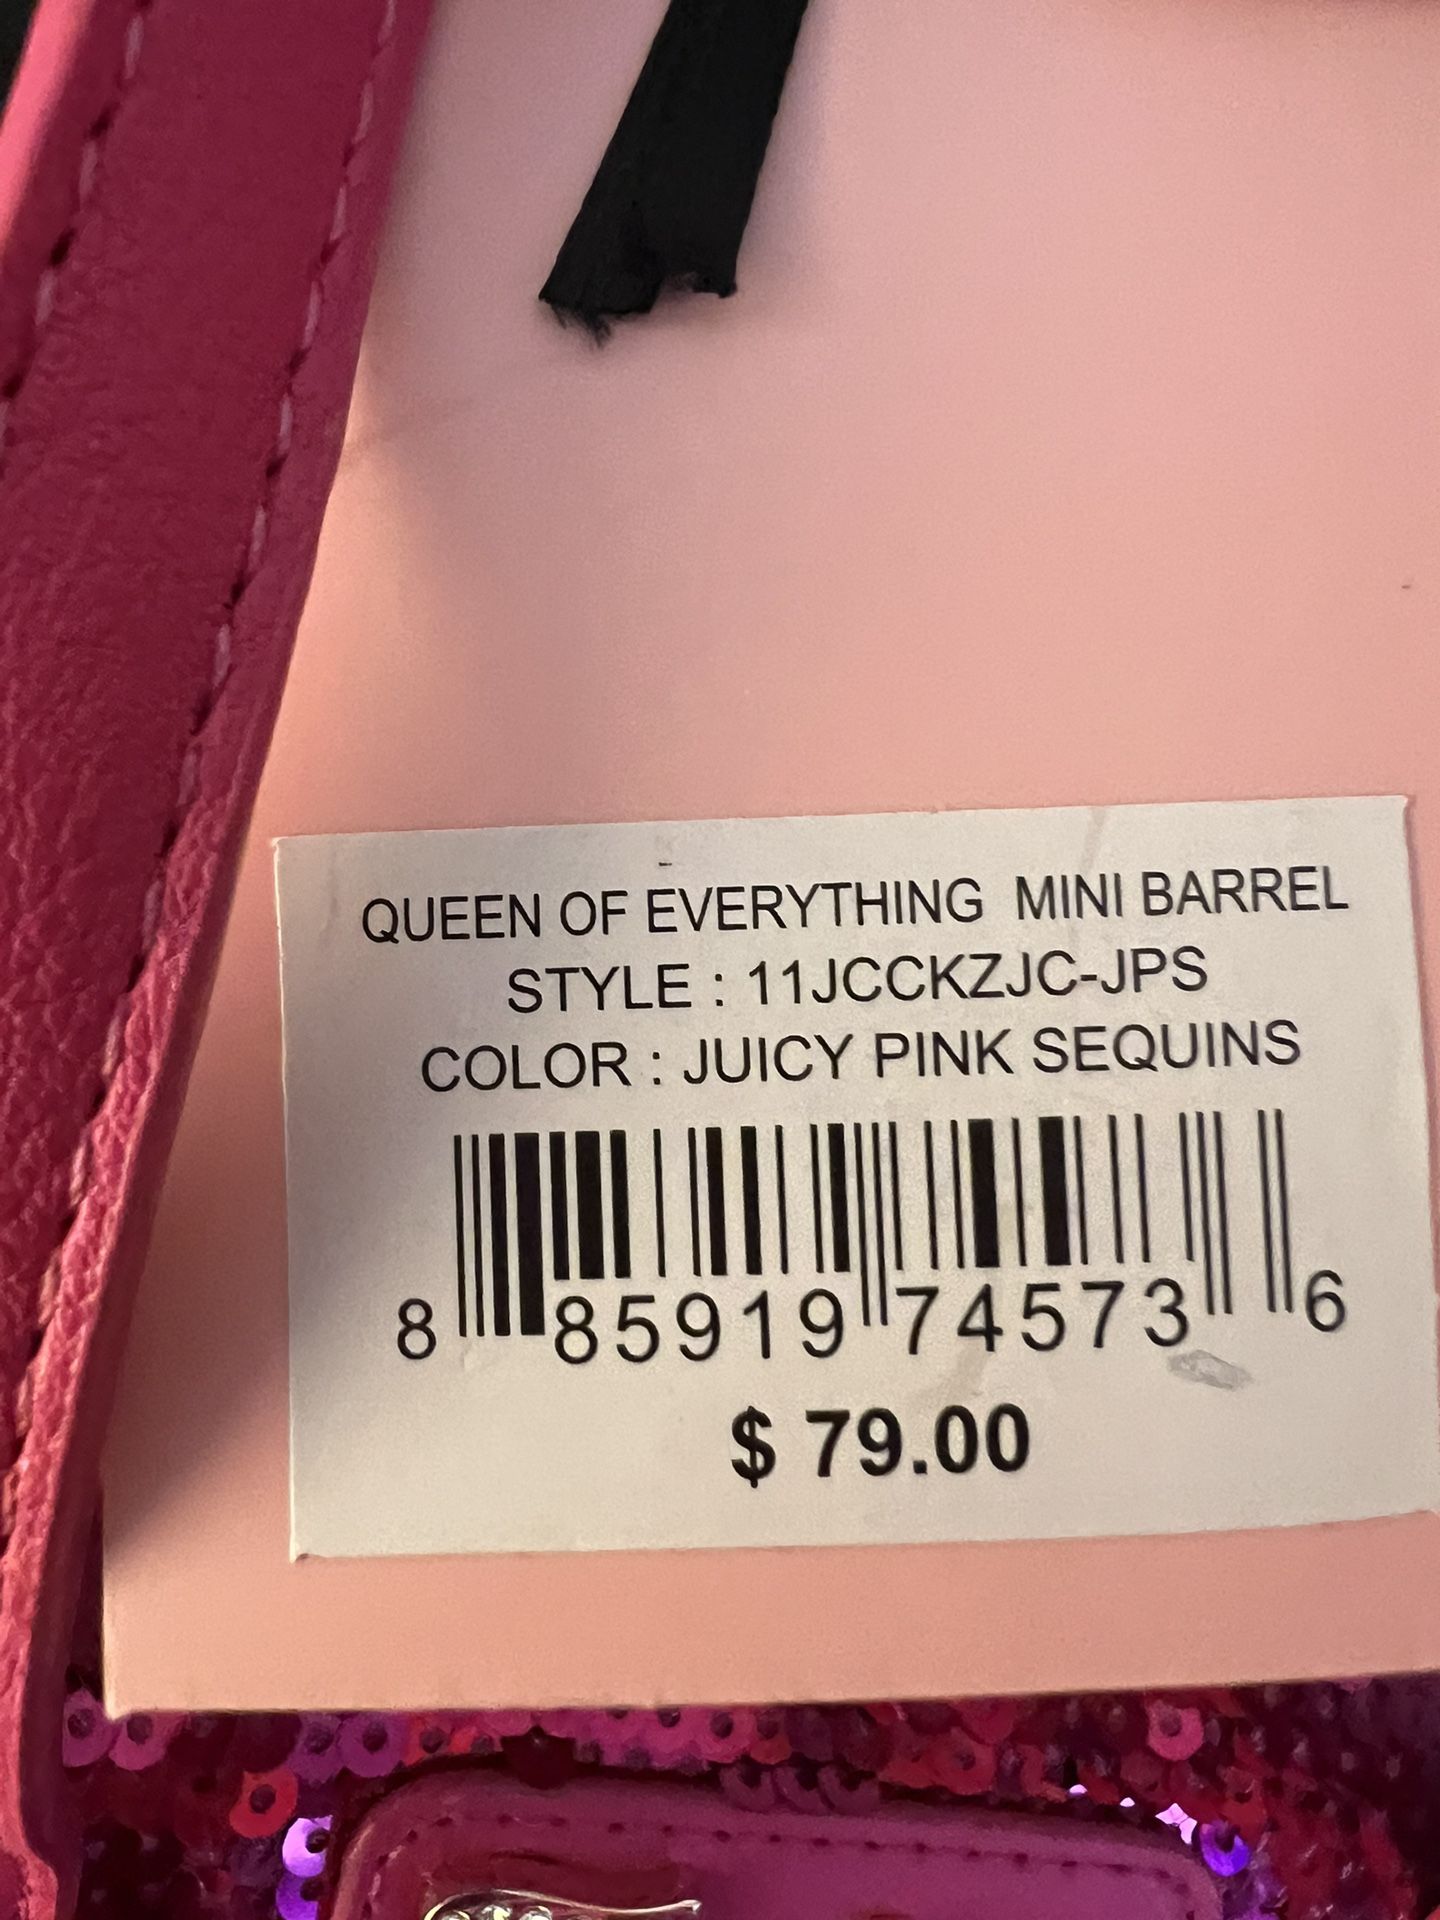 QUEEN OF EVERYTHING MINI BARREL
STYLE : 11JCCKZJC-JPS
COLOR : JUICY PINK SEQUINS
8 85919 74573 6
$ 79.00